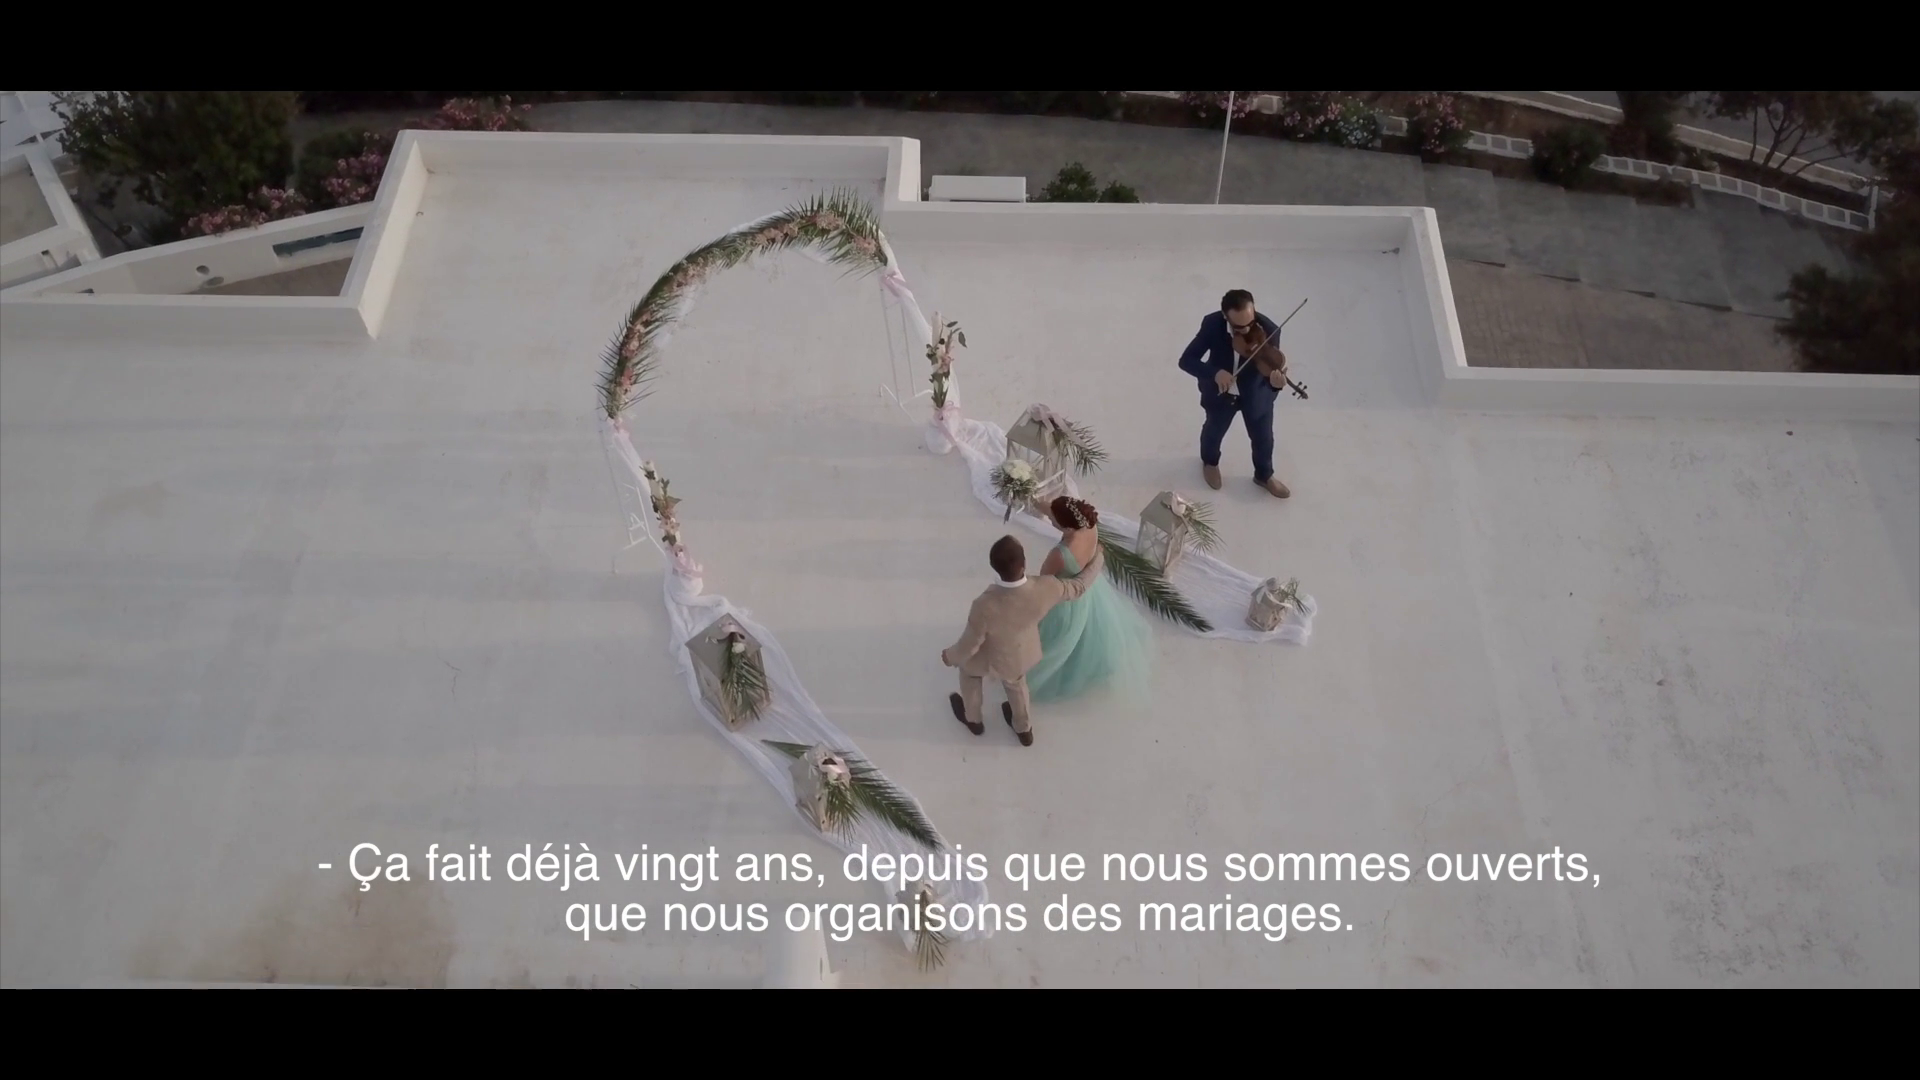 - Ça fait déjà vingt ans, depuis que nous sommes ouverts,
que nous organisons des mariages.